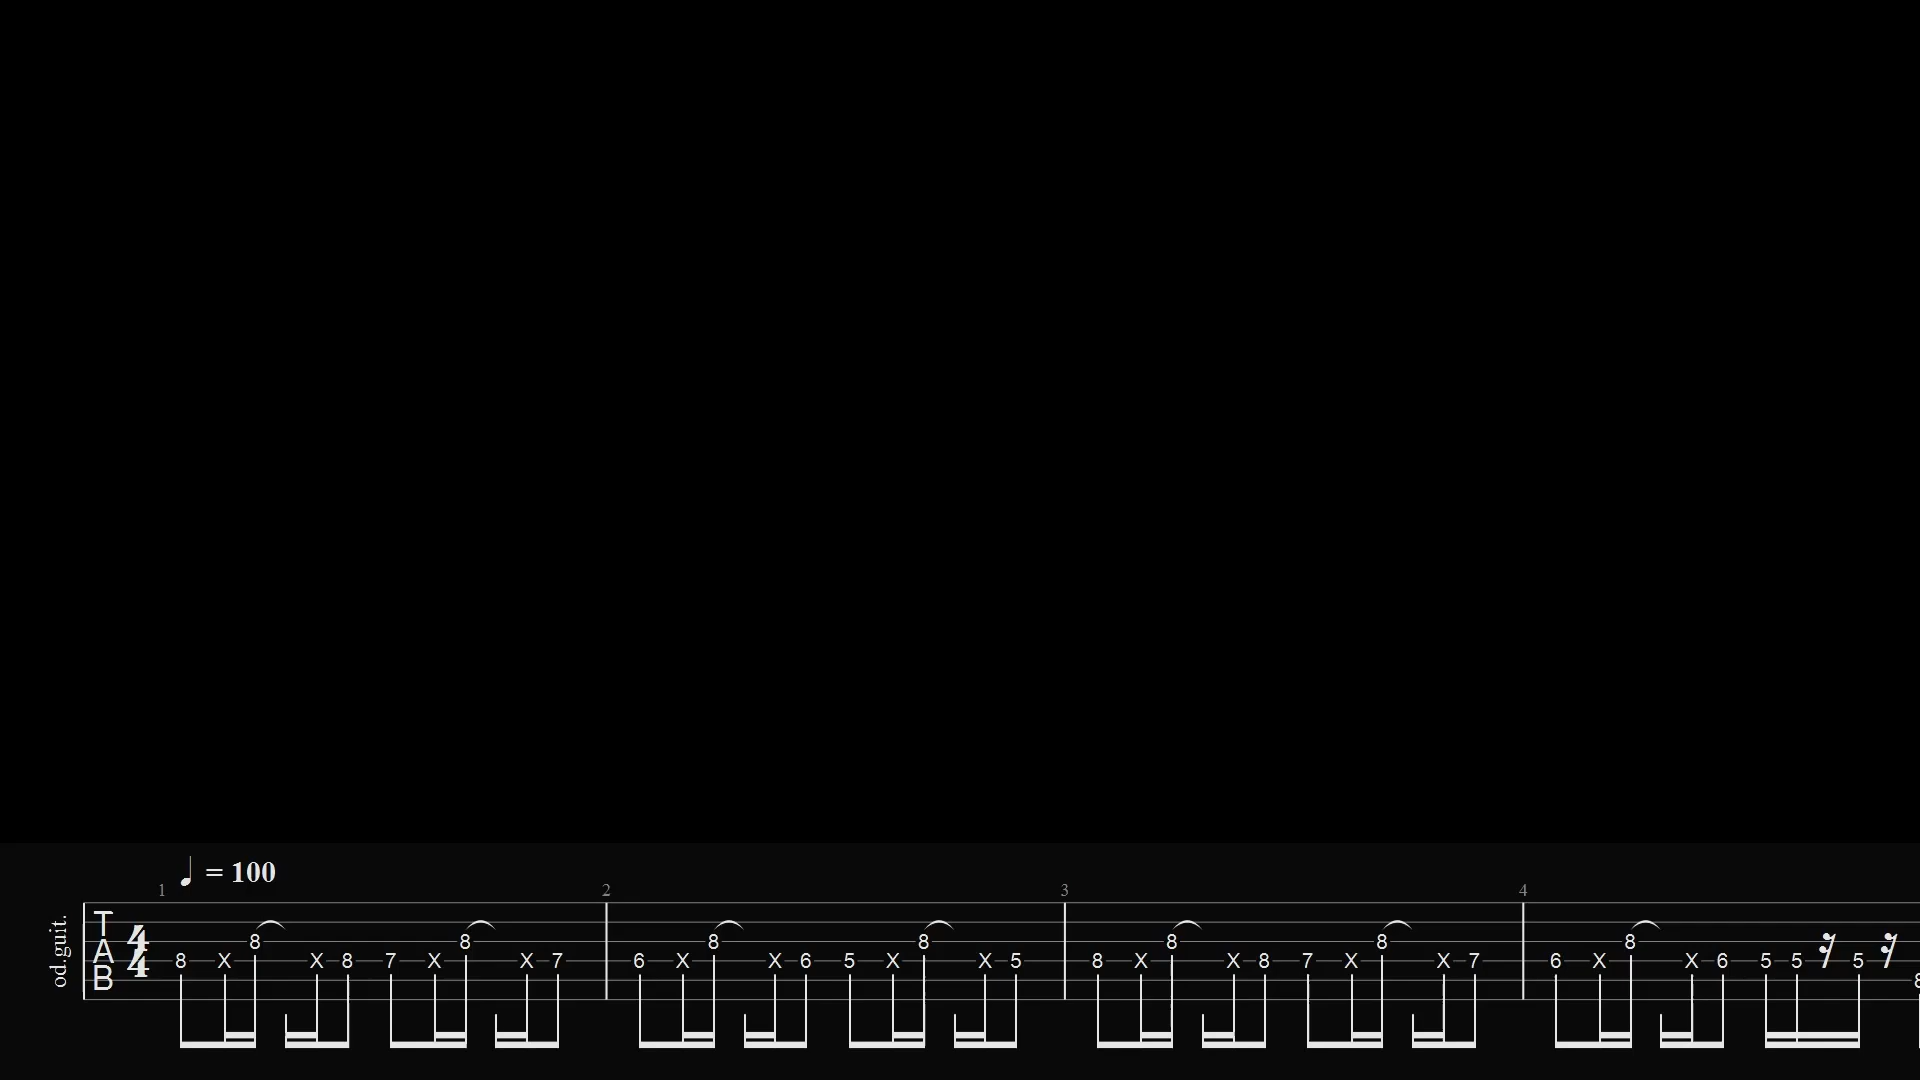 ♩ = 100
1 2 3 4
od.guit.
T
A
B
4
4
8 8 8 8 8 8 8
8 X X 8 7 X X 7 6 X X 6 5 X X 5 8 X X 8 7 X X 7 6 X X 6 5 5 5